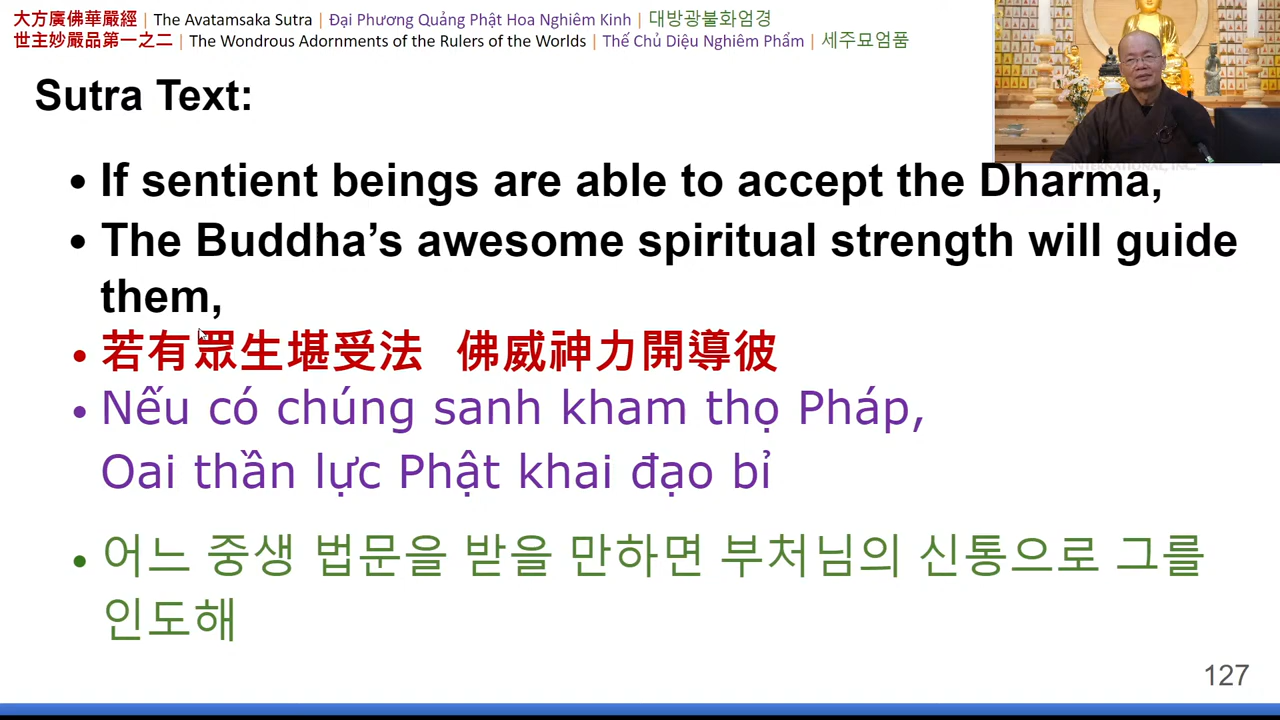 大方廣佛華嚴經 | The Avatamsaka Sutra | Đại Phương Quảng Phật Hoa Nghiêm Kinh | 대방광불화엄경
世主妙嚴品第一之二 | The Wondrous Adornments of the Rulers of the Worlds | Thế Chủ Diệu Nghiêm Phẩm | 세주묘엄품
Sutra Text:
• If sentient beings are able to accept the Dharma,
INTERNATIONAL, INC.
• The Buddha’s awesome spiritual strength will guide
them,
• 若有眾生堪受法 佛威神力開導彼
• Nếu có chúng sanh kham thọ Pháp,
Oai thần lực Phật khai đạo bỉ
• 어느 중생 법문을 받을 만하면 부처님의 신통으로 그를
인도해
127